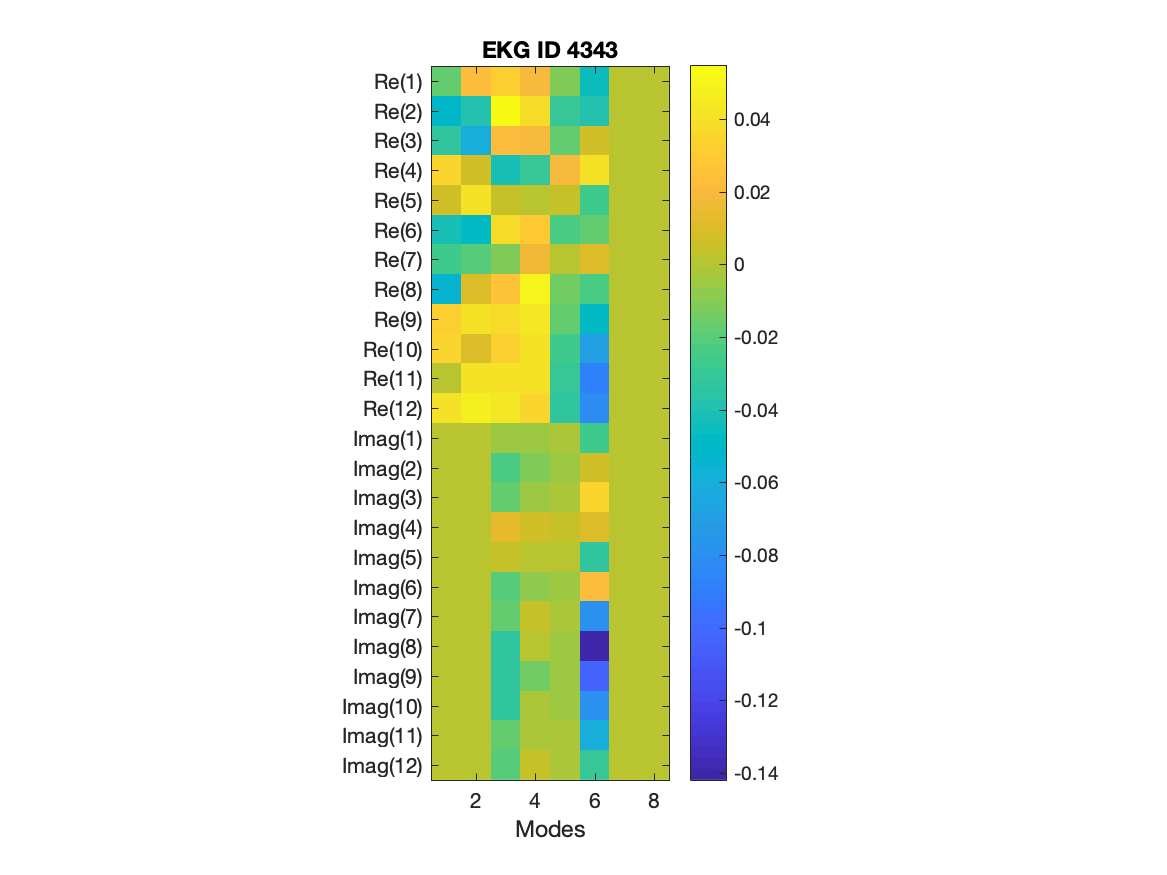 EKG ID 4343
Re(1)
Re(2)
Re(3)
Re(4)
Re(5)
Re(6)
Re(7)
Re(8)
Re(9)
Re(10)
Re(11)
Re(12)
Imag(1)
Imag(2)
Imag(3)
Imag(4)
Imag(5)
Imag(6)
Imag(7)
Imag(8)
Imag(9)
Imag(10)
Imag(11)
Imag(12)
2 4 6 8
Modes
0.04
0.02
0
-0.02
-0.04
-0.06
-0.08
-0.1
-0.12
-0.14